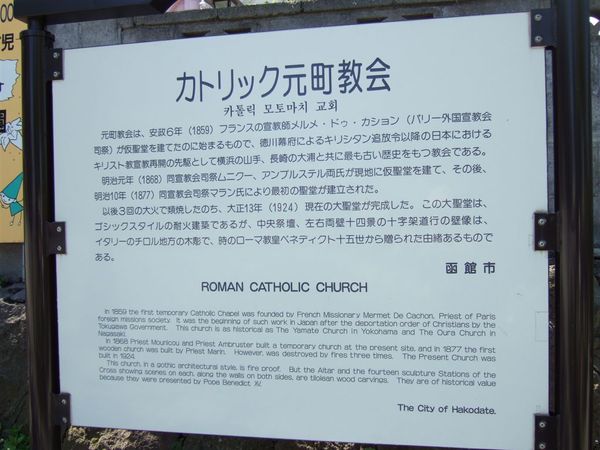 カトリック元町教会
카톨릭 모토마치 교회
元町教会は、安政6年（1859）フランスの宣教師メルメ・ドゥ・カション（パリー外国宣教会
司祭）が仮聖堂を建てたのに始まるもので、徳川幕府によるキリシタン追放令以降の日本における
キリスト教宣教再開の先駆として横浜の山手、長崎の大浦と共に最も古い歴史をもつ教会である。
明治元年（1868）同宣教会司祭ムニクー、アンブルステル両氏が現地に仮聖堂を建て、その後、
明治10年（1877）同宣教会司祭マラン氏により最初の聖堂が建立された。
以後3回の大火で類焼したのち、大正13年（1924）現在の大聖堂が完成した。この大聖堂は、
ゴシックスタイルの耐火建築であるが、中央祭壇、左右両壁十四景の十字架道行の壁像は、
イタリーのチロル地方の木彫で、時のローマ教皇ベネディクト十五世から贈られた由緒あるもので
ある。
函館市
ROMAN CATHOLIC CHURCH
In 1859 the first temporary Catholic Chapel was founded by French Missionary Mermet De Cachon, Priest of Paris
foreign missions society. It was the beginning of such work in Japan after the deportation order of Christians by the
Tokugawa Government. This church is as historical as The Yamate Church in Yokohama and The Oura Church in
Nagasaki.
In 1868 Priest Mounicou and Priest Ambruster built a temporary church at the present site, and in 1877 the first
wooden church was built by Priest Marin. However, was destroyed by fires three times. The Present Church was
built in 1924.
This church, in a gothic architectural style, is fire proof. But the Altar and the fourteen sculpture Stations of the
Cross showing scenes on each, along the walls on both sides, are tilolean wood carvings. They are of historical value
because they were presented by Popa Benedict XV.
The City of Hakodate.